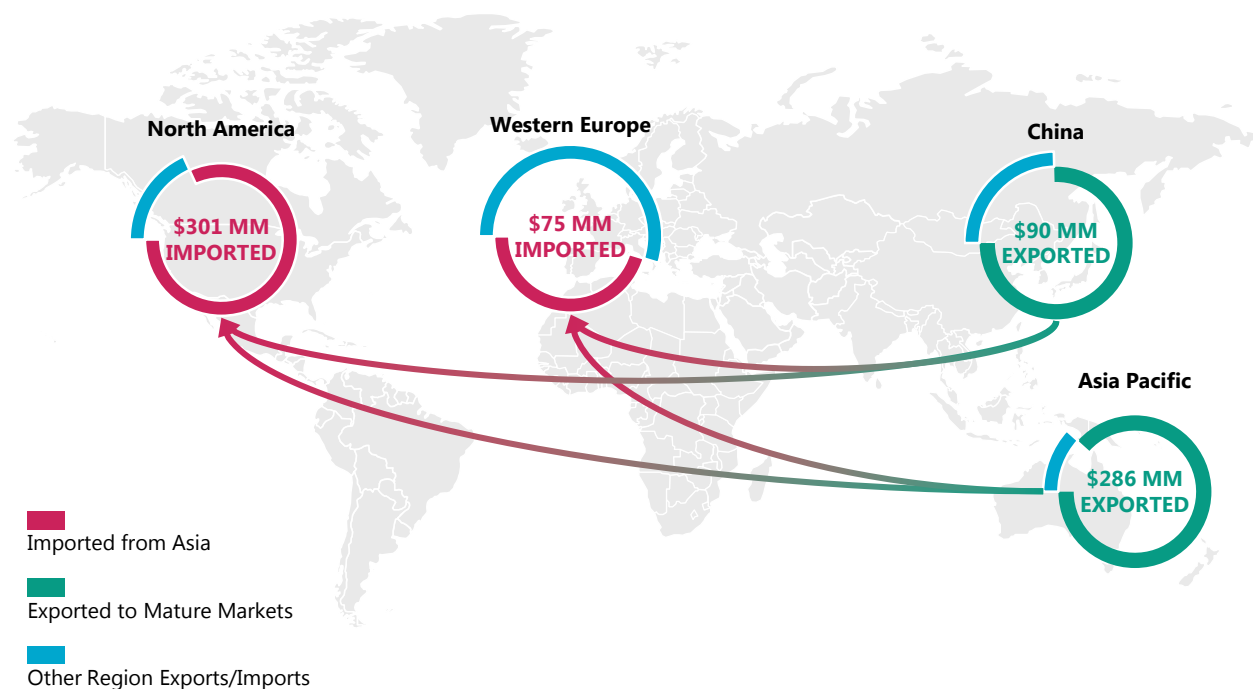 North America
Western Europe
China
$301 MM
IMPORTED
$75 MM
IMPORTED
$90 MM
EXPORTED
Asia Pacific
$286 MM
EXPORTED
Imported from Asia
Exported to Mature Markets
Other Region Exports/Imports